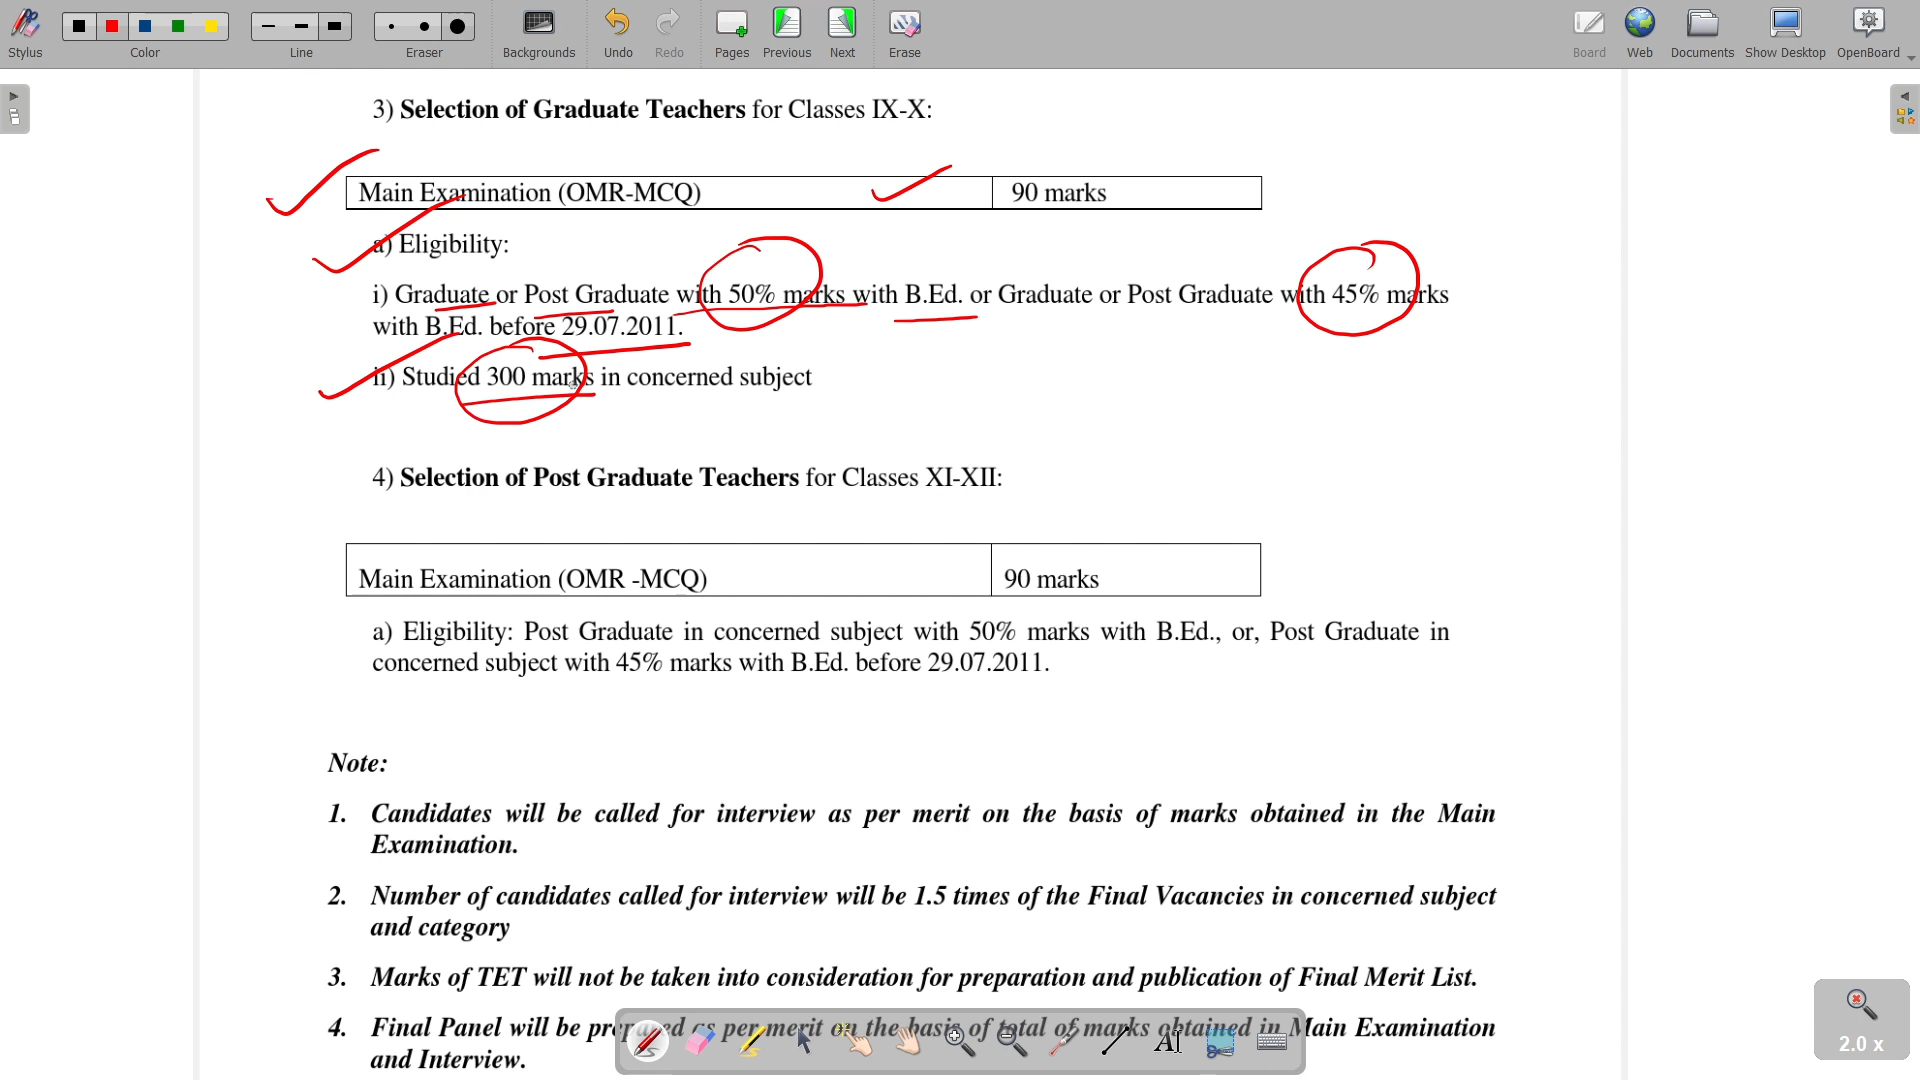 Stylus
Color
Line
Eraser
Backgrounds
Undo
Redo
Pages
Previous
Next
Erase
Board
Web
Documents
Show Desktop
OpenBoard
3) Selection of Graduate Teachers for Classes IX-X:
Main Examination (OMR-MCQ) 90 marks
a) Eligibility:
i) Graduate or Post Graduate with 50% marks with B.Ed. or Graduate or Post Graduate with 45% marks
with B.Ed. before 29.07.2011.
ii) Studied 300 marks in concerned subject
4) Selection of Post Graduate Teachers for Classes XI-XII:
Main Examination (OMR -MCQ) 90 marks
a) Eligibility: Post Graduate in concerned subject with 50% marks with B.Ed., or, Post Graduate in
concerned subject with 45% marks with B.Ed. before 29.07.2011.
Note:
1. Candidates will be called for interview as per merit on the basis of marks obtained in the Main
Examination.
2. Number of candidates called for interview will be 1.5 times of the Final Vacancies in concerned subject
and category
3. Marks of TET will not be taken into consideration for preparation and publication of Final Merit List.
4. Final Panel will be prepared as per merit on the basis of total of marks obtained in Main Examination
and Interview.
2.0 x